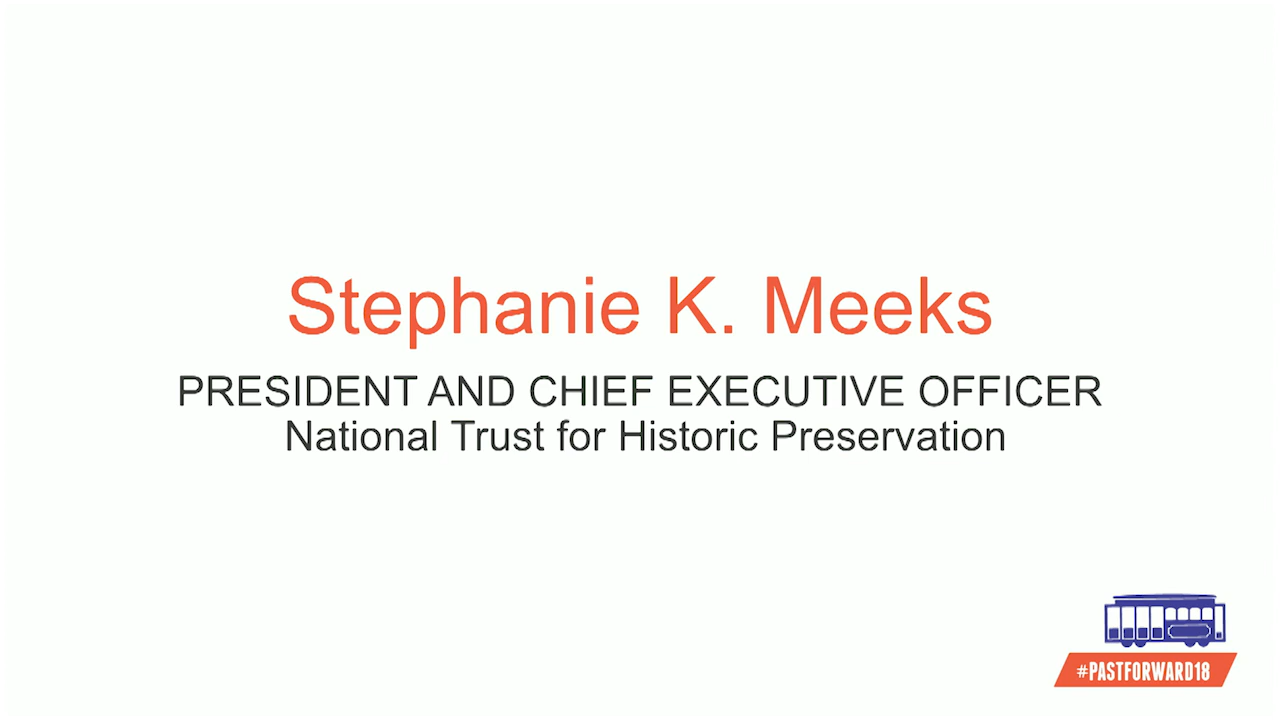 Stephanie K. Meeks
PRESIDENT AND CHIEF EXECUTIVE OFFICER
National Trust for Historic Preservation
#PASTFORWARD18